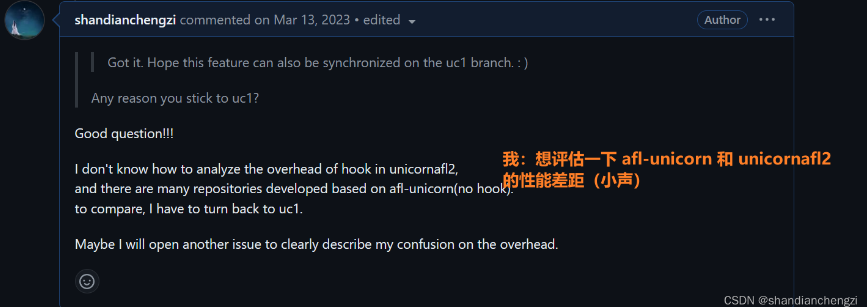 shandianchengzi commented on Mar 13, 2023 • edited
Author
Got it. Hope this feature can also be synchronized on the uc1 branch. : )
Any reason you stick to uc1?
Good question!!!
I don't know how to analyze the overhead of hook in unicornafl2,
and there are many repositories developed based on afl-unicorn(no hook).
to compare, I have to turn back to uc1.
我：想评估一下 afl-unicorn 和 unicornafl2
的性能差距（小声）
Maybe I will open another issue to clearly describe my confusion on the overhead.
CSDN @shandianchengzi